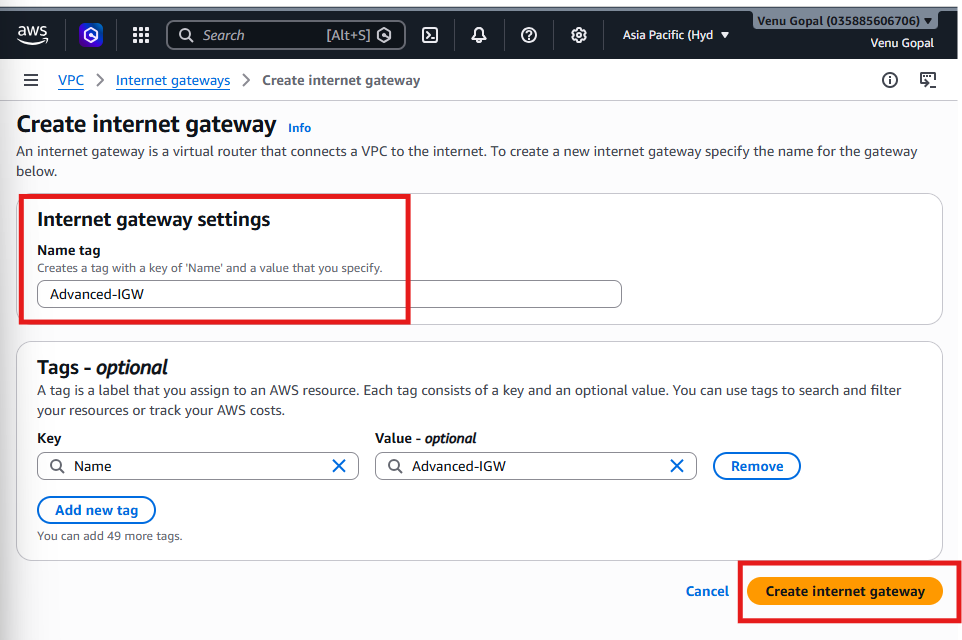 aws
Search [Alt+S]
Asia Pacific (Hyd
Venu Gopal (035885606706)
Venu Gopal
VPC > Internet gateways > Create internet gateway
Create internet gateway Info
An internet gateway is a virtual router that connects a VPC to the internet. To create a new internet gateway specify the name for the gateway
below.
Internet gateway settings
Name tag
Creates a tag with a key of 'Name' and a value that you specify.
Advanced-IGW
Tags - optional
A tag is a label that you assign to an AWS resource. Each tag consists of a key and an optional value. You can use tags to search and filter
your resources or track your AWS costs.
Key Value - optional
Name Advanced-IGW Remove
Add new tag
You can add 49 more tags.
Cancel Create internet gateway